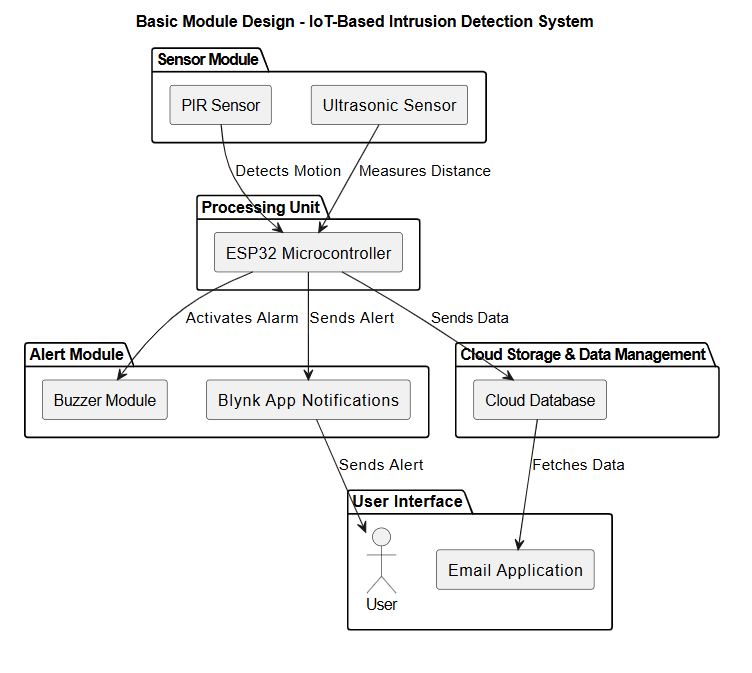 Basic Module Design - IoT-Based Intrusion Detection System
Sensor Module
PIR Sensor
Ultrasonic Sensor
Detects Motion
Measures Distance
Processing Unit
ESP32 Microcontroller
Activates Alarm
Sends Alert
Sends Data
Alert Module
Cloud Storage & Data Management
Buzzer Module
Blynk App Notifications
Cloud Database
Sends Alert
Fetches Data
User Interface
Email Application
User